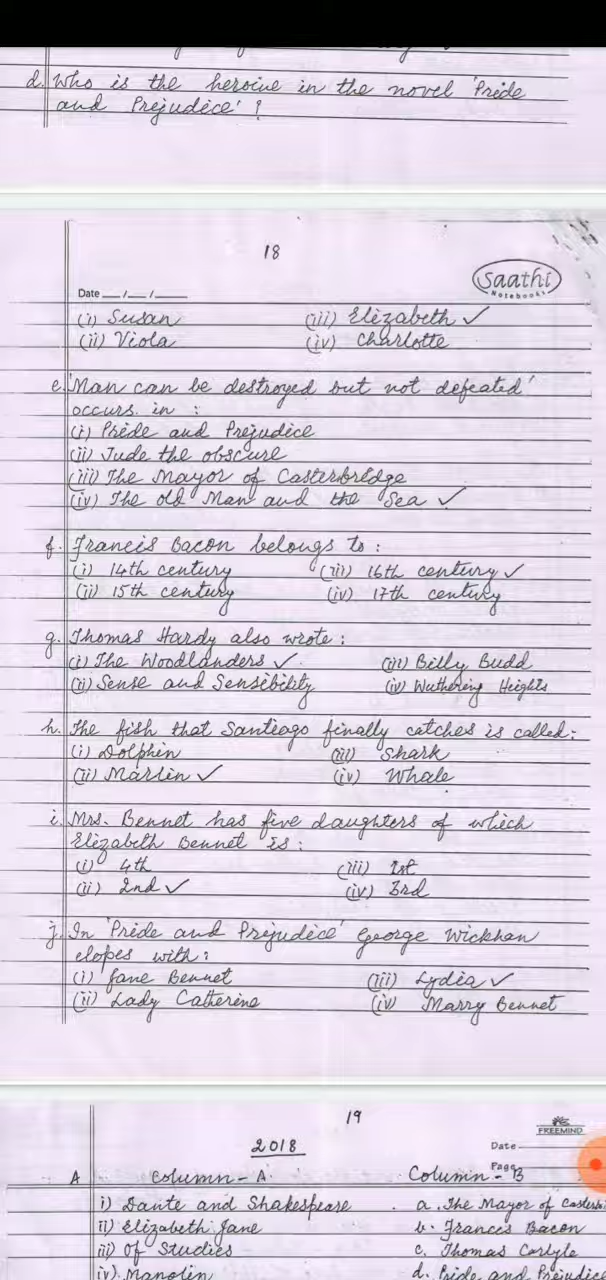 d. Who is the heroine in the novel 'Pride
and Prejudice' ?
18
Saathi
Notebooks
Date __/__/__
(i) Susan (iii) Elizabeth ✓
(ii) Viola (iv) Charlotte
e. 'Man can be destroyed but not defeated'
occurs in :
(i) Pride and Prejudice
(ii) Jude the obscure
(iii) The Mayor of Casterbridge
(iv) The old Man and the Sea ✓
f. Francis Bacon belongs to :
(i) 14th century (iii) 16th century ✓
(ii) 15th century (iv) 17th century
g. Thomas Hardy also wrote :
(i) The Woodlanders ✓ (iii) Billy Budd
(ii) Sense and Sensibility (iv) Wuthering Heights
h. The fish that Santiago finally catches is called :
(i) Dolphin (iii) Shark
(ii) Marlin ✓ (iv) Whale
i. Mrs. Bennet has five daughters of which
Elizabeth Bennet is :
(i) 4th (iii) 1st
(ii) 2nd ✓ (iv) 3rd
j. In 'Pride and Prejudice' George Wickham
elopes with :
(i) Jane Bennet (iii) Lydia ✓
(ii) Lady Catherine (iv) Marry Bennet
19
FREEMIND
2018
Date
Page
A Column - A Column - B
i) Dante and Shakespeare . a. The Mayor of Casterb
ii) Elizabeth Jane b. Francis Bacon
iii) Of Studies c. Thomas Carlyle
iv) Manolin d. Pride and Prejudice